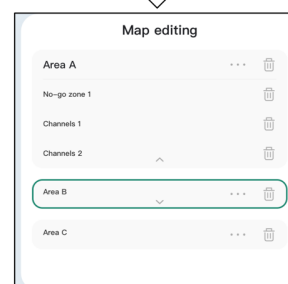 Map editing
Area A
No-go zone 1
Channels 1
Channels 2
Area B
Area C